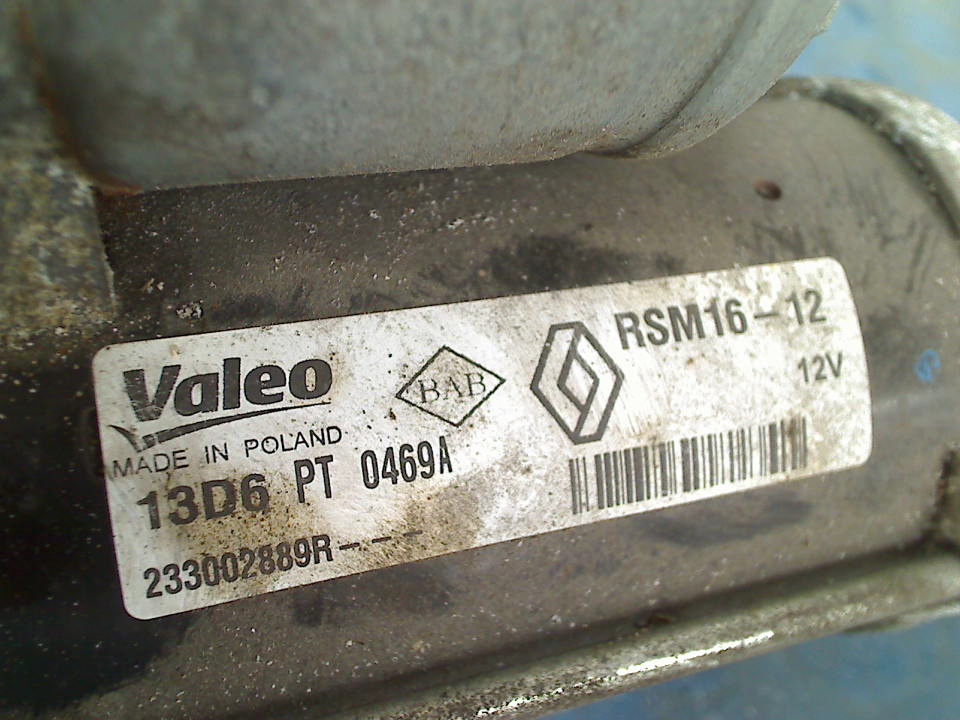 Valeo
BAB
RSM16-12
12V
MADE IN POLAND
13D6 PT 0469A
233002889R---